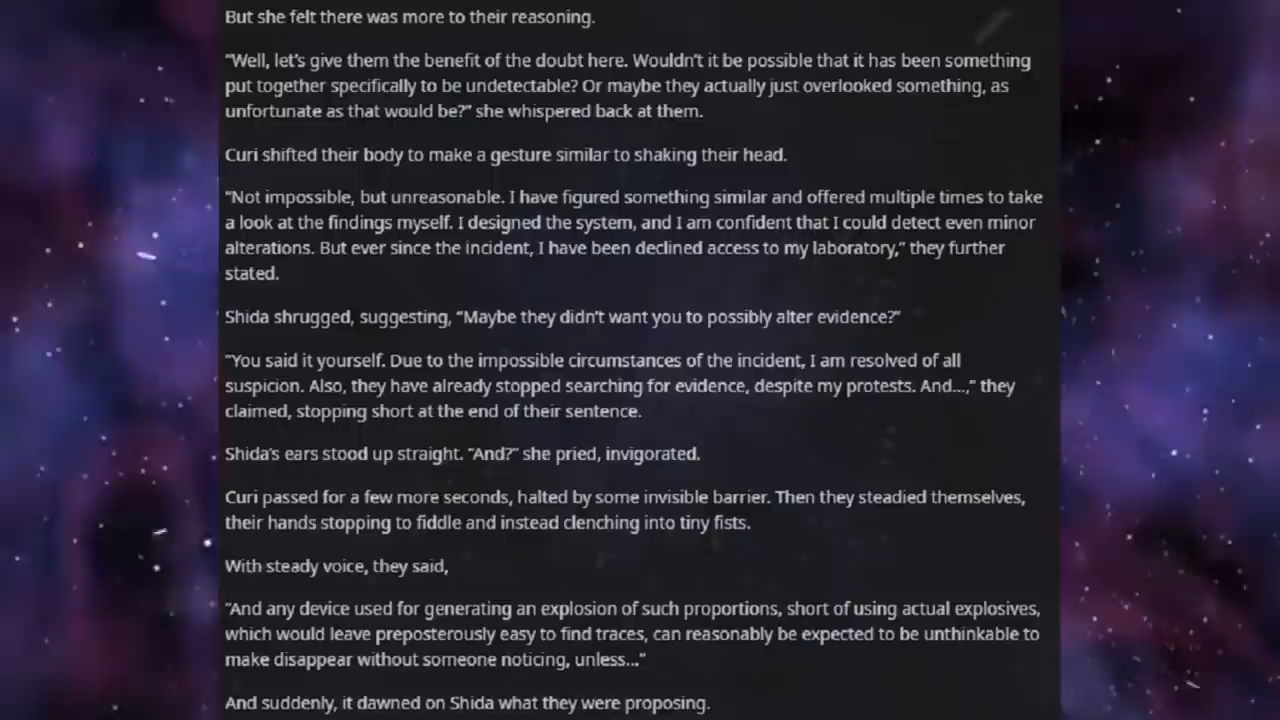 But she felt there was more to their reasoning.
“Well, let’s give them the benefit of the doubt here. Wouldn’t it be possible that it has been something
put together specifically to be undetectable? Or maybe they actually just overlooked something, as
unfortunate as that would be?” she whispered back at them.
Curi shifted their body to make a gesture similar to shaking their head.
“Not impossible, but unreasonable. I have figured something similar and offered multiple times to take
a look at the findings myself. I designed the system, and I am confident that I could detect even minor
alterations. But ever since the incident, I have been declined access to my laboratory,” they further
stated.
Shida shrugged, suggesting, “Maybe they didn’t want you to possibly alter evidence?”
“You said it yourself. Due to the impossible circumstances of the incident, I am resolved of all
suspicion. Also, they have already stopped searching for evidence, despite my protests. And…,” they
claimed, stopping short at the end of their sentence.
Shida’s ears stood up straight. “And?” she pried, invigorated.
Curi passed for a few more seconds, halted by some invisible barrier. Then they steadied themselves,
their hands stopping to fiddle and instead clenching into tiny fists.
With steady voice, they said,
“And any device used for generating an explosion of such proportions, short of using actual explosives,
which would leave preposterously easy to find traces, can reasonably be expected to be unthinkable to
make disappear without someone noticing, unless…”
And suddenly, it dawned on Shida what they were proposing.